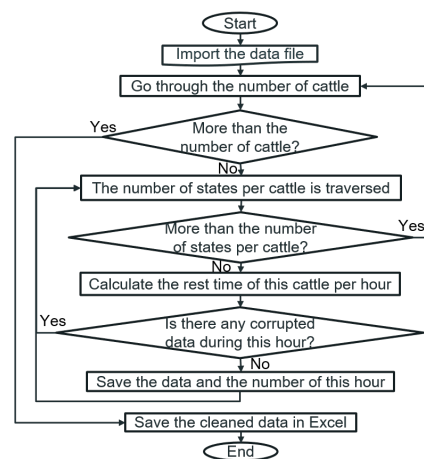 Start
Import the data file
Go through the number of cattle
Yes
More than the
number of cattle?
No
The number of states per cattle is traversed
More than the number
of states per cattle?
Yes
No
Calculate the rest time of this cattle per hour
Yes
Is there any corrupted
data during this hour?
No
Save the data and the number of this hour
Save the cleaned data in Excel
End